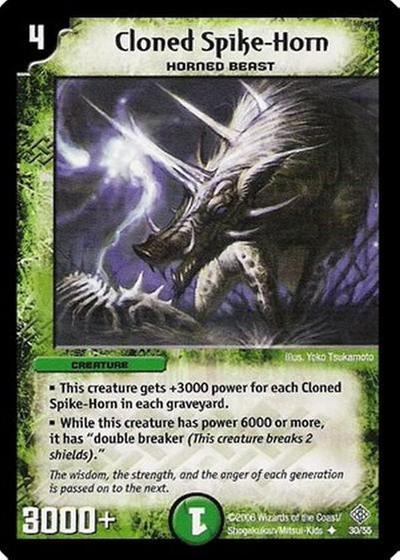 4
Cloned Spike-Horn
HORNED BEAST
Illus. Yoko Tsukamoto
CREATURE
▪ This creature gets +3000 power for each Cloned
Spike-Horn in each graveyard.
▪ While this creature has power 6000 or more,
it has “double breaker (This creature breaks 2
shields).”
The wisdom, the strength, and the anger of each generation
is passed on to the next.
3000+
1
©2006 Wizards of the Coast/
Shogakukan/Mitsui-Kids ✦ 30/55